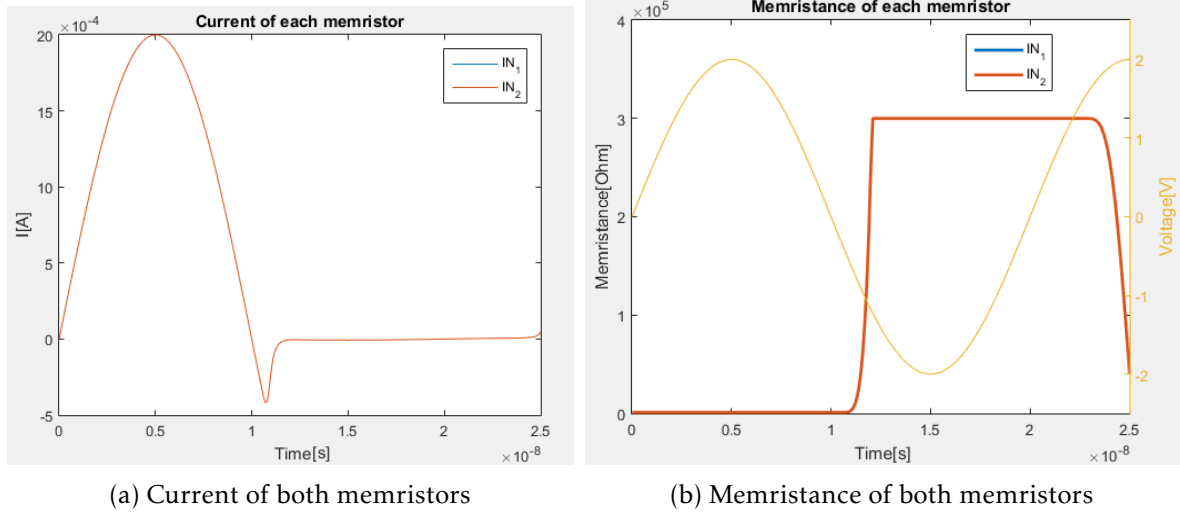 Current of each memristor
×10-4
20
15
10
5
0
-5
I[A]
IN1
IN2
0
0.5
1
1.5
2
2.5
Time[s]
×10-8
Memristance of each memristor
×105
4
3
2
1
0
Memristance[Ohm]
IN1
IN2
2
1
0
-1
-2
Voltage[V]
0
0.5
1
1.5
2
2.5
Time[s]
×10-8
(a) Current of both memristors
(b) Memristance of both memristors